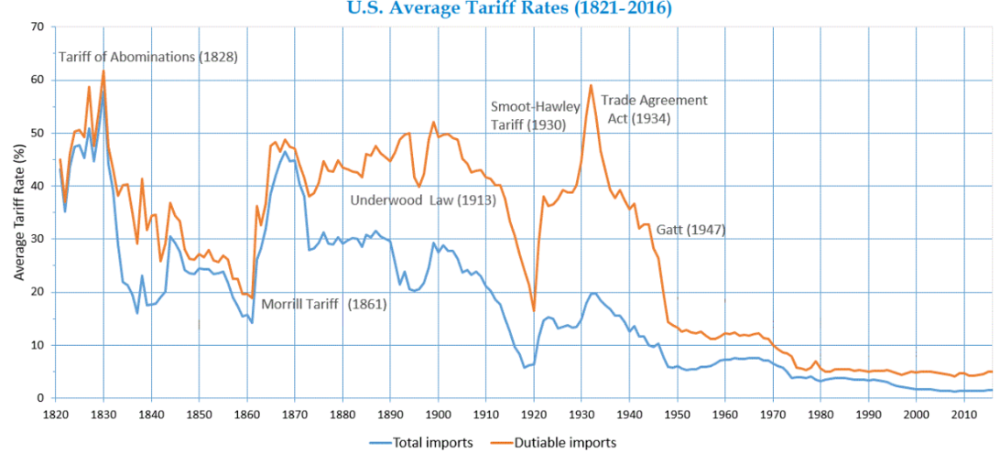 U.S. Average Tariff Rates (1821-2016)
70
60
50
40
30
20
10
0
Average Tariff Rate (%)
Tariff of Abominations (1828)
Smoot-Hawley
Tariff (1930)
Trade Agreement
Act (1934)
Underwood Law (1913)
Gatt (1947)
Morrill Tariff (1861)
1820 1830 1840 1850 1860 1870 1880 1890 1900 1910 1920 1930 1940 1950 1960 1970 1980 1990 2000 2010
Total imports Dutiable imports